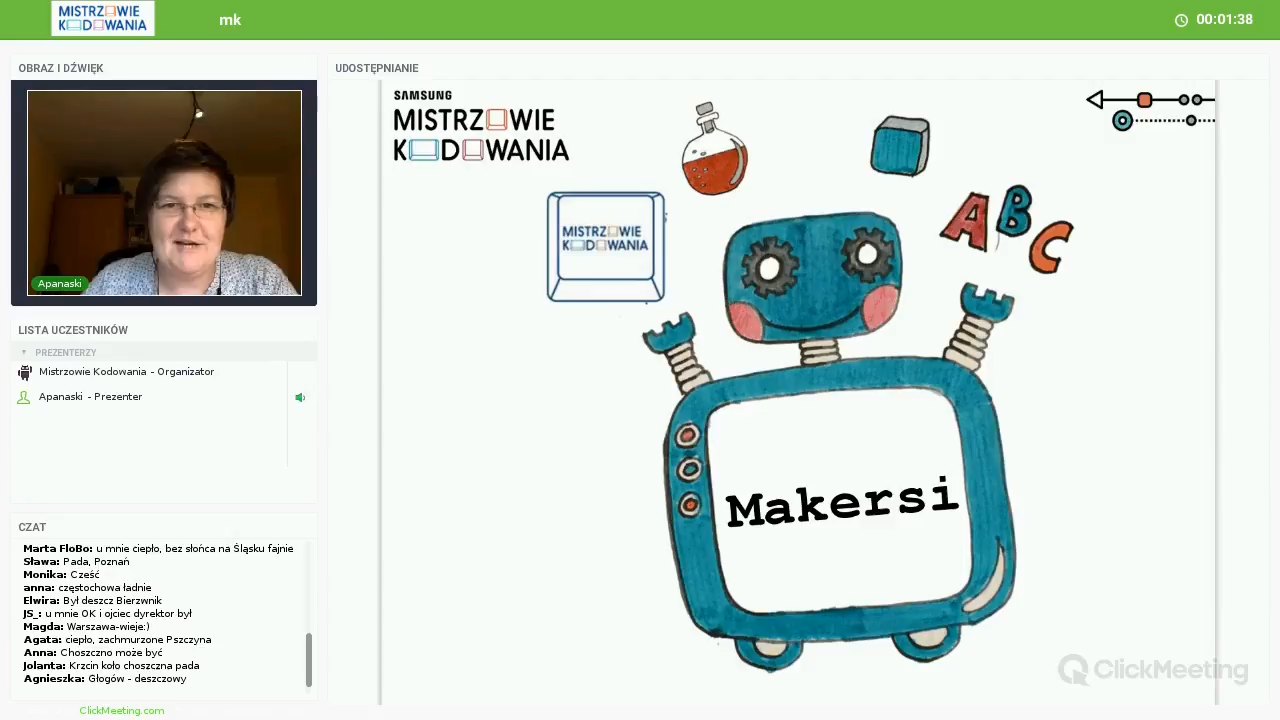 MISTRZOWIE
KODOWANIA
mk
00:01:38
OBRAZ I DŹWIĘK
Apanaski
LISTA UCZESTNIKÓW
PREZENTERZY
Mistrzowie Kodowania - Organizator
Apanaski - Prezenter
CZAT
Marta FloBo: u mnie ciepło, bez słońca na Śląsku fajnie
Sława: Pada, Poznań
Monika: Cześć
anna: częstochowa ładnie
Elwira: Był deszcz Bierzwnik
JS_: u mnie OK i ojciec dyrektor był
Magda: Warszawa-wieje:)
Agata: ciepło, zachmurzone Pszczyna
Anna: Choszczno może być
Jolanta: Krzcin koło choszczna pada
Agnieszka: Głogów - deszczowy
ClickMeeting.com
UDOSTĘPNIANIE
SAMSUNG
MISTRZOWIE
KODOWANIA
MISTRZOWIE
KODOWANIA
ABC
Makersi
ClickMeeting